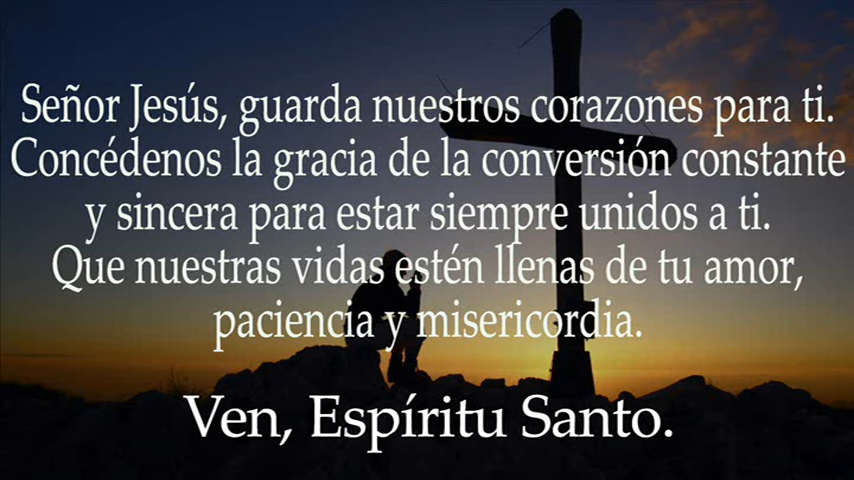 Señor Jesús, guarda nuestros corazones para ti.
Concédenos la gracia de la conversión constante
y sincera para estar siempre unidos a ti.
Que nuestras vidas estén llenas de tu amor,
paciencia y misericordia.
Ven, Espíritu Santo.